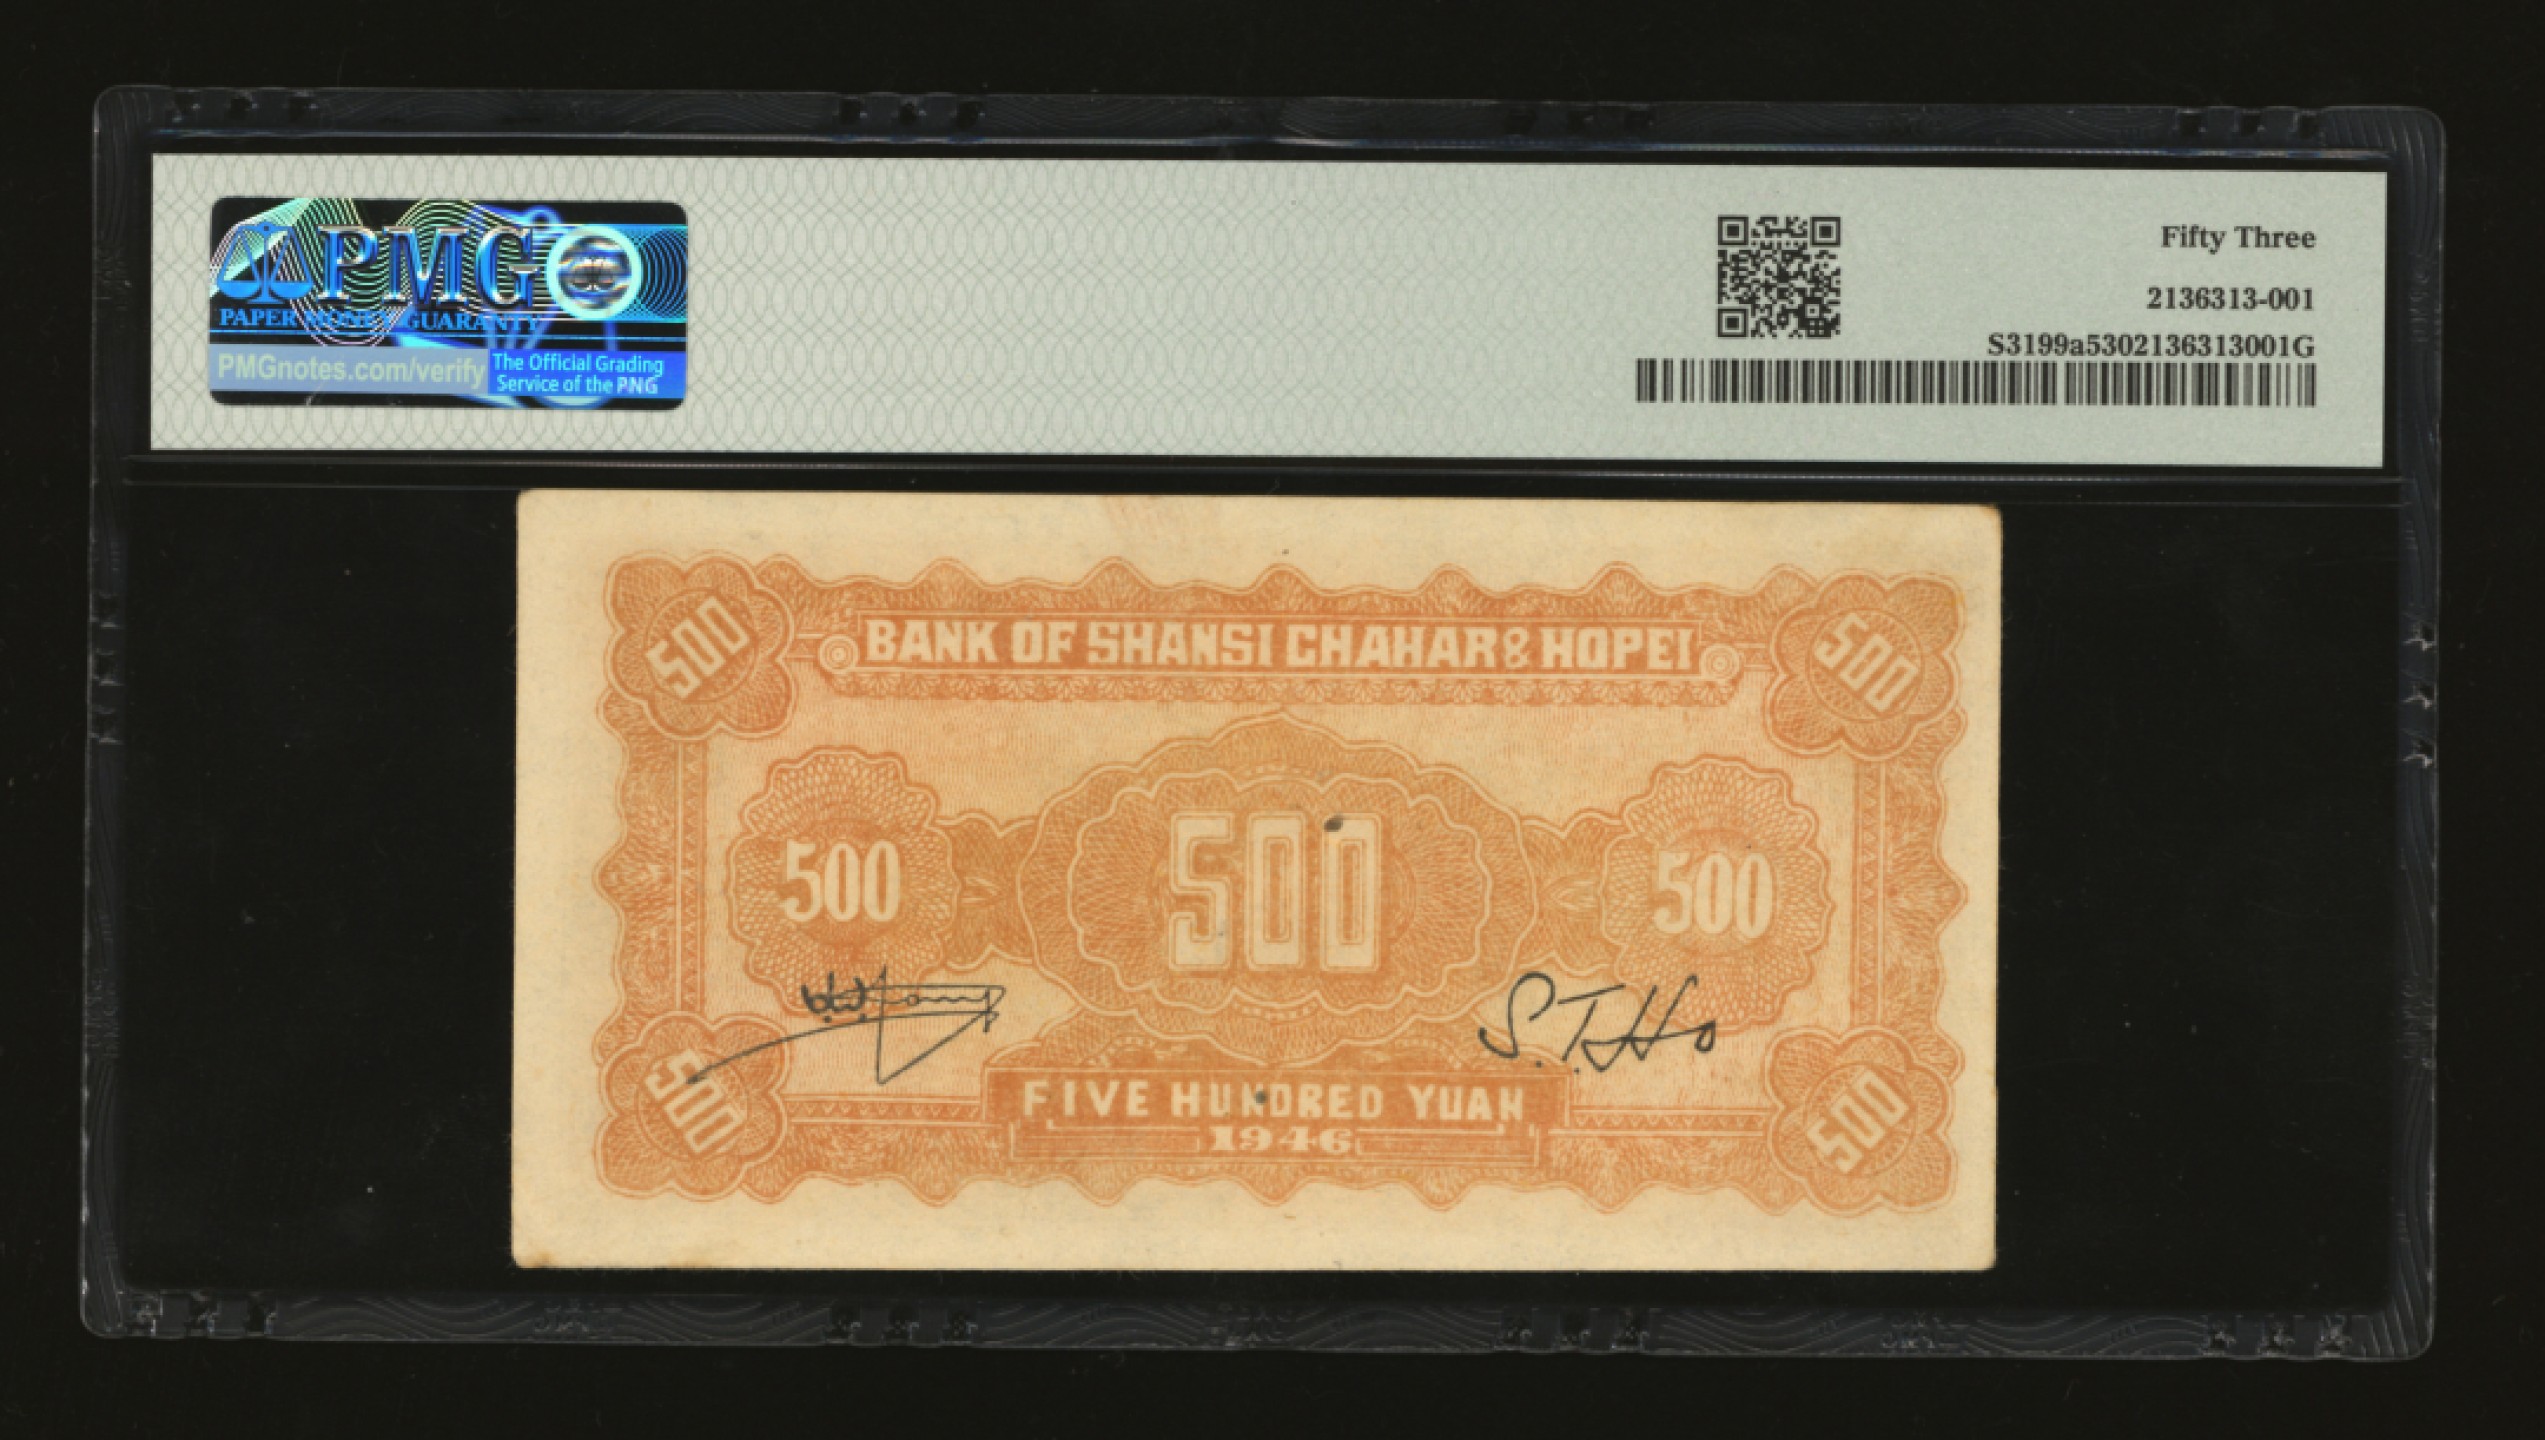 PMG
PAPER MONEY GUARANTY
PMGnotes.com/verify
The Official Grading
Service of the PNG
Fifty Three
2136313-001
S3199a5302136313001G
500
500
BANK OF SHANSI CHAHAR & HOPEI
500
500
500
S.T.Ho
500
500
FIVE HUNDRED YUAN
1946